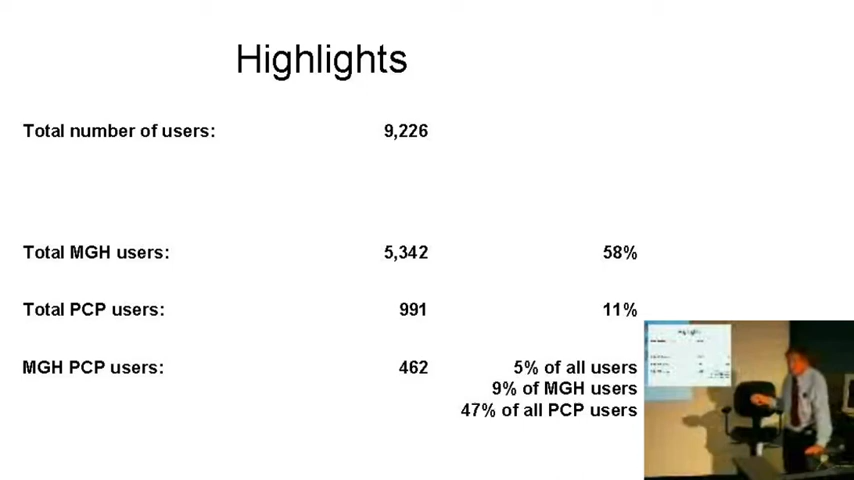 Highlights
Total number of users: 9,226
Total MGH users: 5,342 58%
Total PCP users: 991 11%
MGH PCP users: 462 5% of all users
9% of MGH users
47% of all PCP users
Highlights